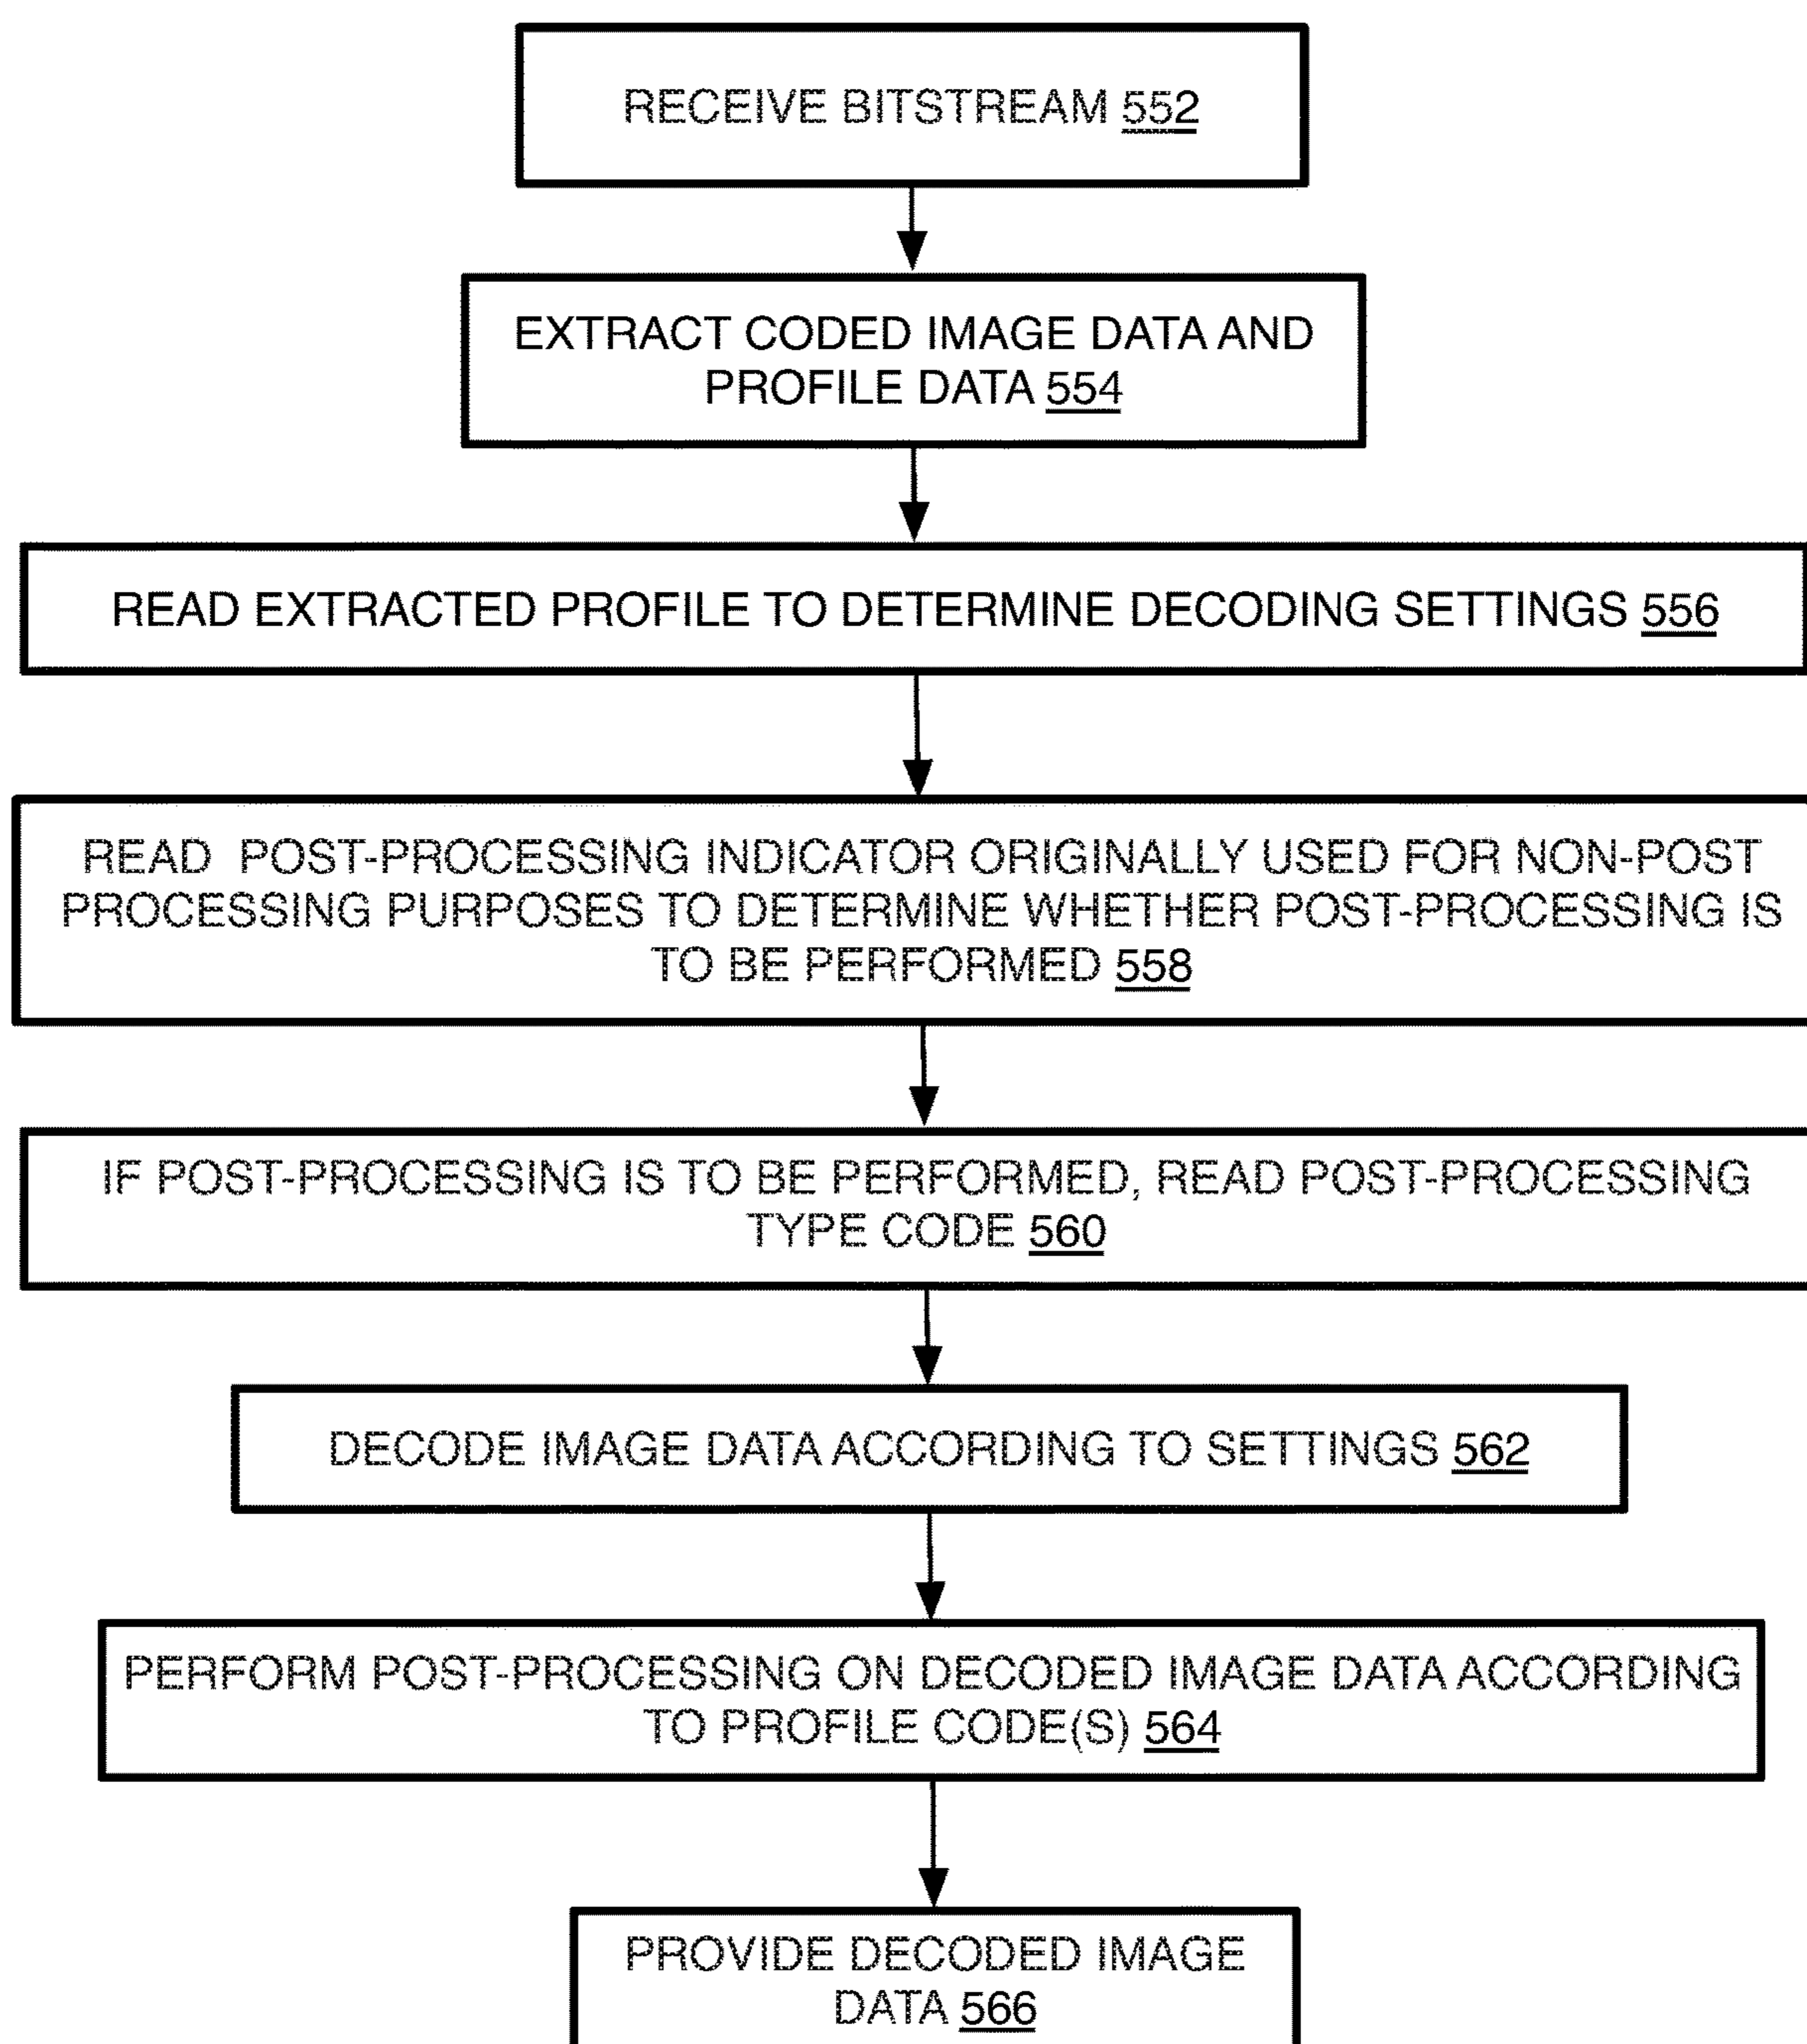 RECEIVE BITSTREAM 552
EXTRACT CODED IMAGE DATA AND
PROFILE DATA 554
READ EXTRACTED PROFILE TO DETERMINE DECODING SETTINGS 556
READ POST-PROCESSING INDICATOR ORIGINALLY USED FOR NON-POST
PROCESSING PURPOSES TO DETERMINE WHETHER POST-PROCESSING IS
TO BE PERFORMED 558
IF POST-PROCESSING IS TO BE PERFORMED, READ POST-PROCESSING
TYPE CODE 560
DECODE IMAGE DATA ACCORDING TO SETTINGS 562
PERFORM POST-PROCESSING ON DECODED IMAGE DATA ACCORDING
TO PROFILE CODE(S) 564
PROVIDE DECODED IMAGE
DATA 566